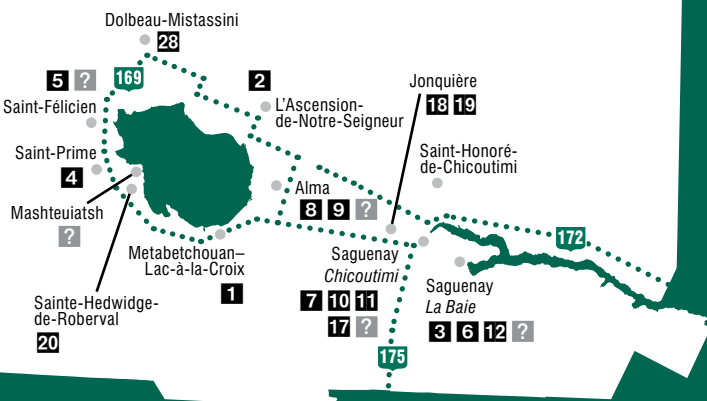 Dolbeau-Mistassini
28
5 ?
169
2
Saint-Félicien
L'Ascension-
de-Notre-Seigneur
Jonquière
18 19
Saint-Prime
4
Saint-Honoré-
de-Chicoutimi
Mashteuiatsh
?
Alma
8 9 ?
Metabetchouan–
Lac-à-la-Croix
1
Saguenay
Chicoutimi
7 10 11
17 ?
172
Saguenay
La Baie
3 6 12 ?
Sainte-Hedwidge-
de-Roberval
20
175